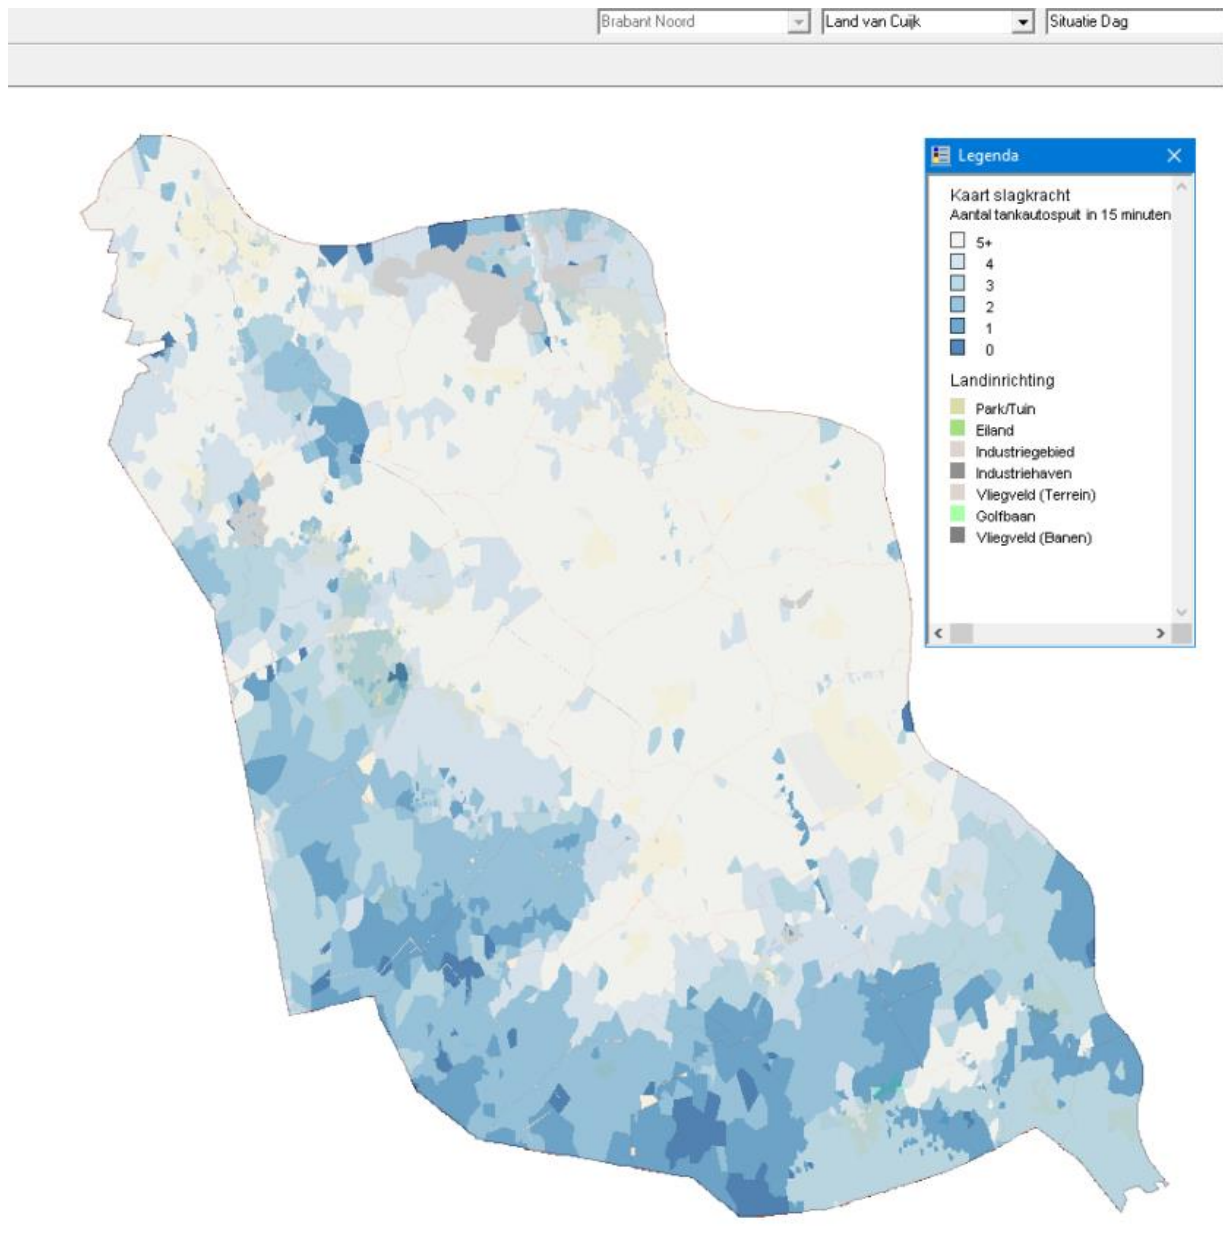 Brabant Noord
Land van Cuijk
Situatie Dag
Legenda
Kaart slagkracht
Aantal tankautospuit in 15 minuten
5+
4
3
2
1
0
Landinrichting
Park/Tuin
Eiland
Industriegebied
Industriehaven
Vliegveld (Terrein)
Golfbaan
Vliegveld (Banen)